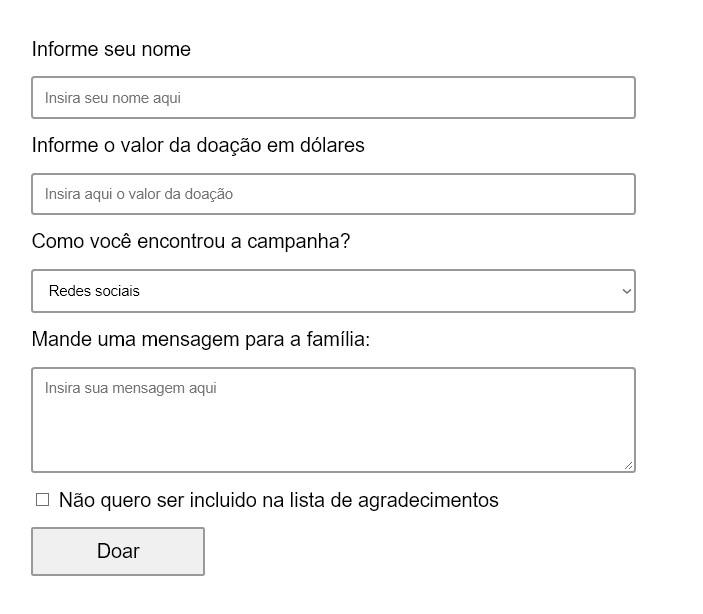 Informe seu nome
Insira seu nome aqui
Informe o valor da doação em dólares
Insira aqui o valor da doação
Como você encontrou a campanha?
Redes sociais
Mande uma mensagem para a família:
Insira sua mensagem aqui
Não quero ser incluido na lista de agradecimentos
Doar